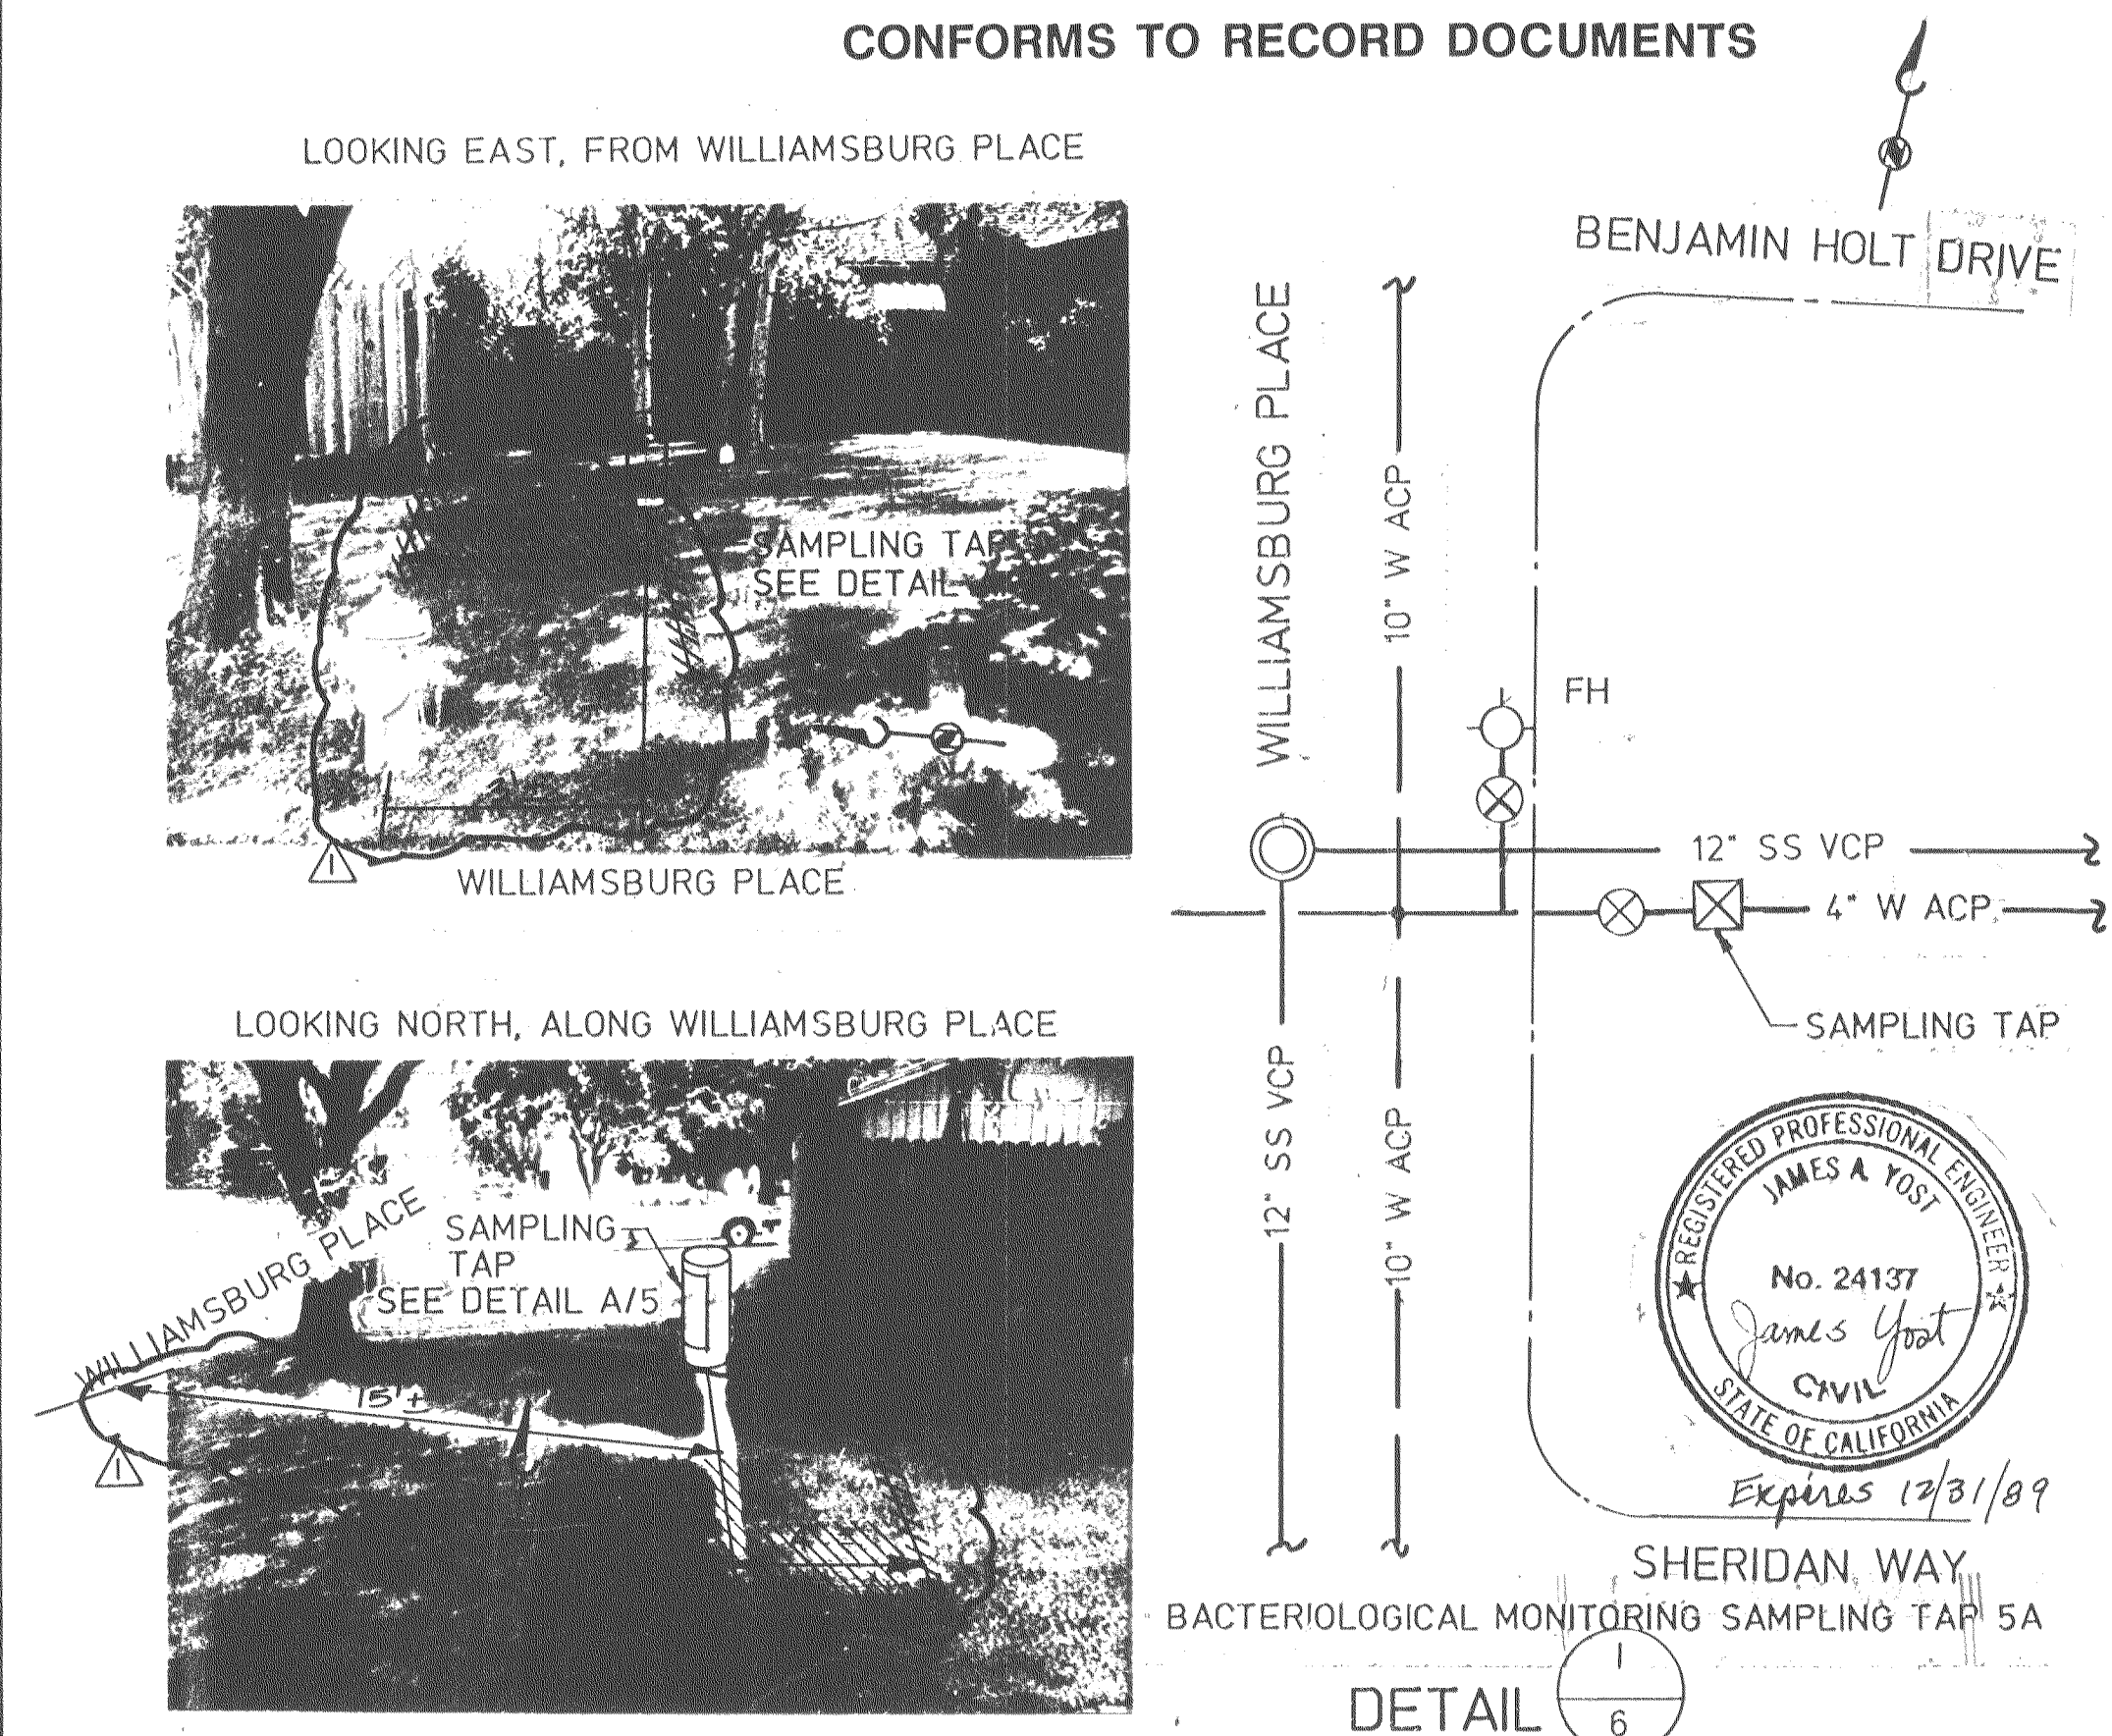 CONFORMS TO RECORD DOCUMENTS
LOOKING EAST, FROM WILLIAMSBURG PLACE
SAMPLING TAP
SEE DETAIL
1
WILLIAMSBURG PLACE
LOOKING NORTH, ALONG WILLIAMSBURG PLACE
WILLIAMSBURG PLACE
SAMPLING
TAP
SEE DETAIL A/5
15'±
1
N
N
BENJAMIN HOLT DRIVE
WILLIAMSBURG PLACE
10" W ACP
FH
12" SS VCP
4" W ACP
SAMPLING TAP
12" SS VCP
10" W ACP
REGISTERED PROFESSIONAL ENGINEER
JAMES A. YOST
No. 24137
James Yost
CIVIL
STATE OF CALIFORNIA
Expires 12/31/89
SHERIDAN WAY
BACTERIOLOGICAL MONITORING SAMPLING TAP 5A
DETAIL
1
6